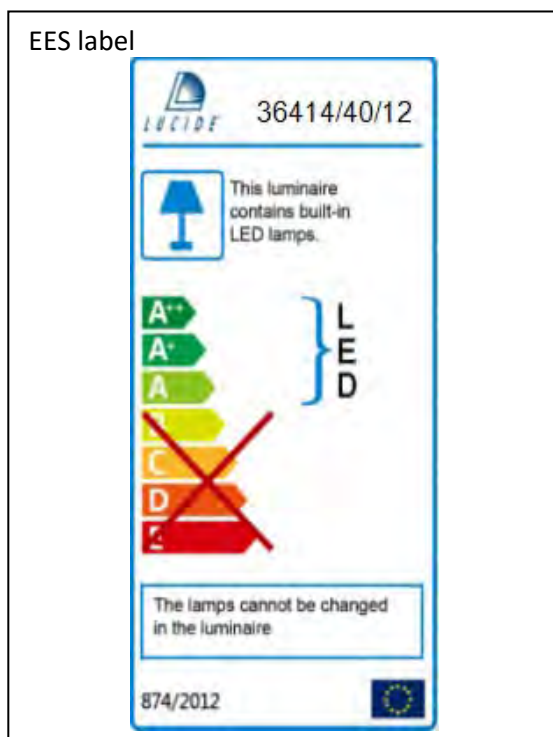 EES label
LUCIDE
36414/40/12
This luminaire
contains built-in
LED lamps.
A++
A+
A
L
E
D
B
C
D
E
The lamps cannot be changed
in the luminaire
874/2012